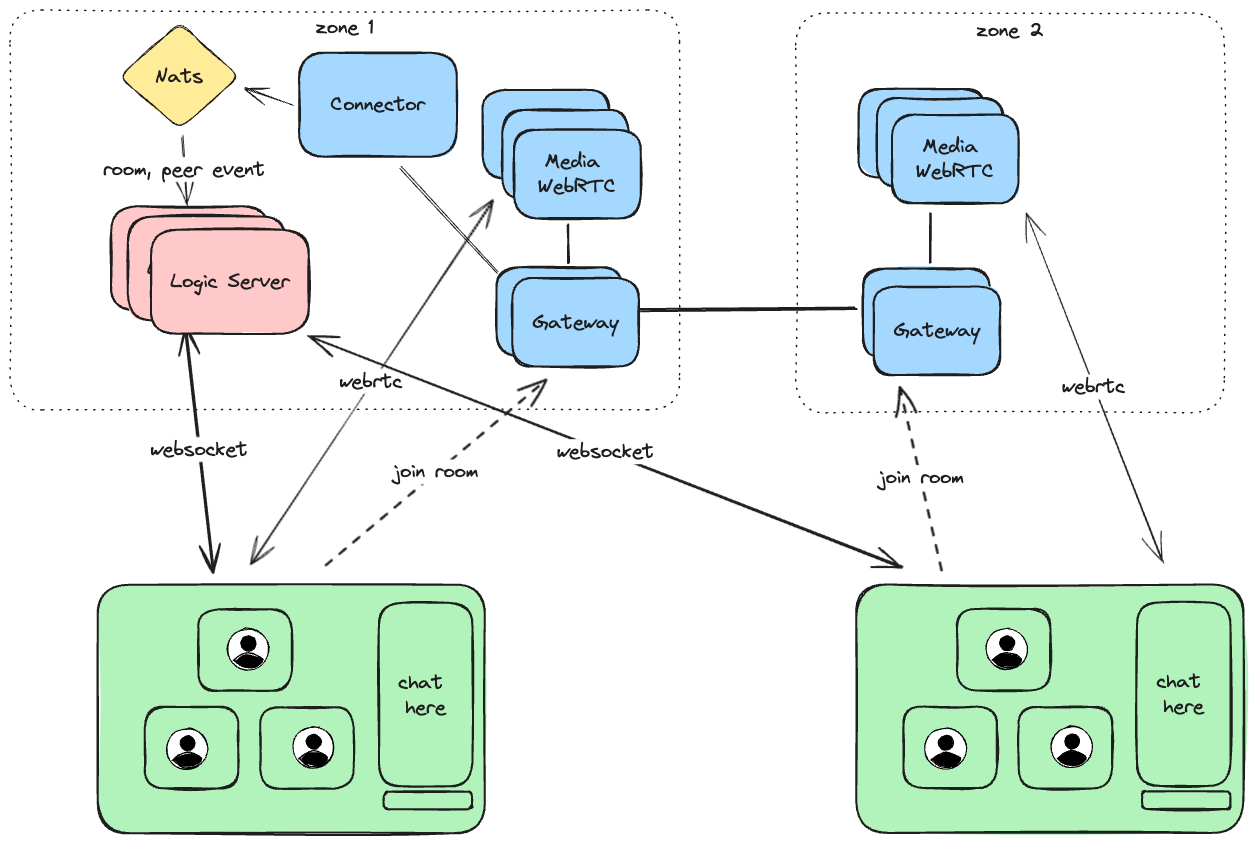 zone 1
zone 2
Nats
Connector
Media
WebRTC
Media
WebRTC
room, peer event
Logic Server
Gateway
Gateway
webrtc
webrtc
websocket
websocket
join room
join room
chat
here
chat
here